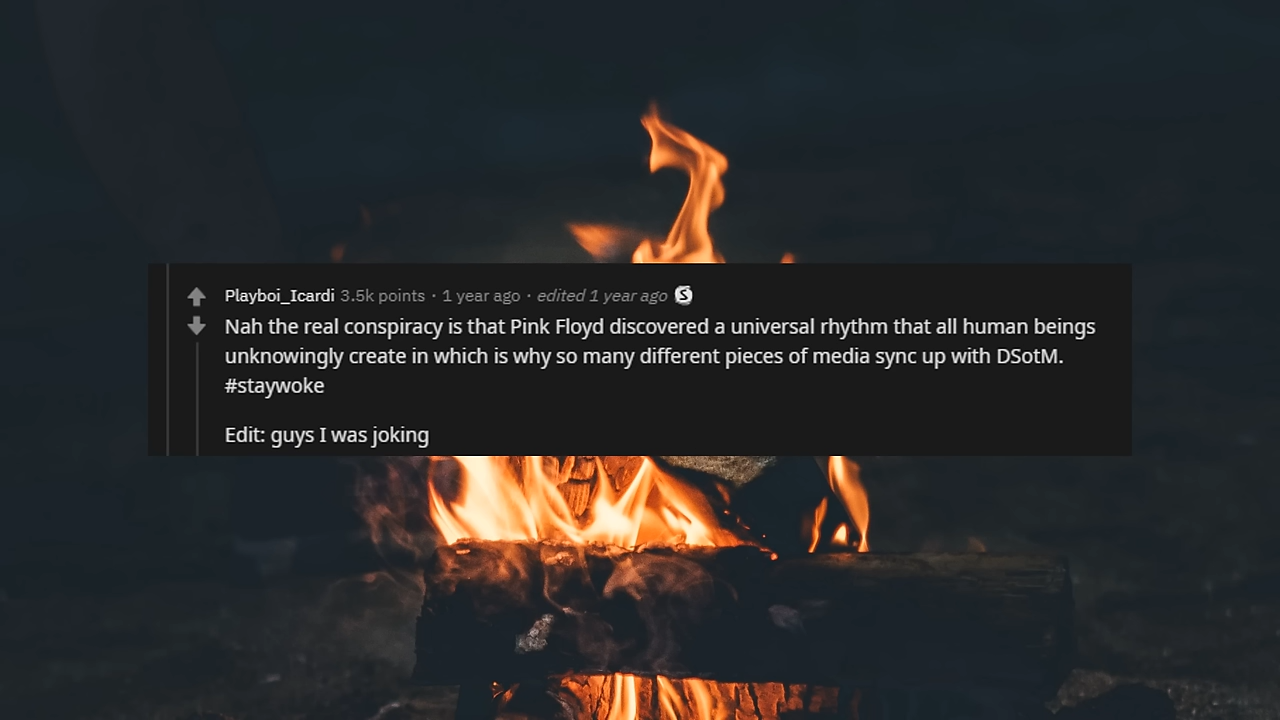 Playboi_Icardi 3.5k points · 1 year ago · edited 1 year ago S
Nah the real conspiracy is that Pink Floyd discovered a universal rhythm that all human beings
unknowingly create in which is why so many different pieces of media sync up with DSotM.
#staywoke
Edit: guys I was joking